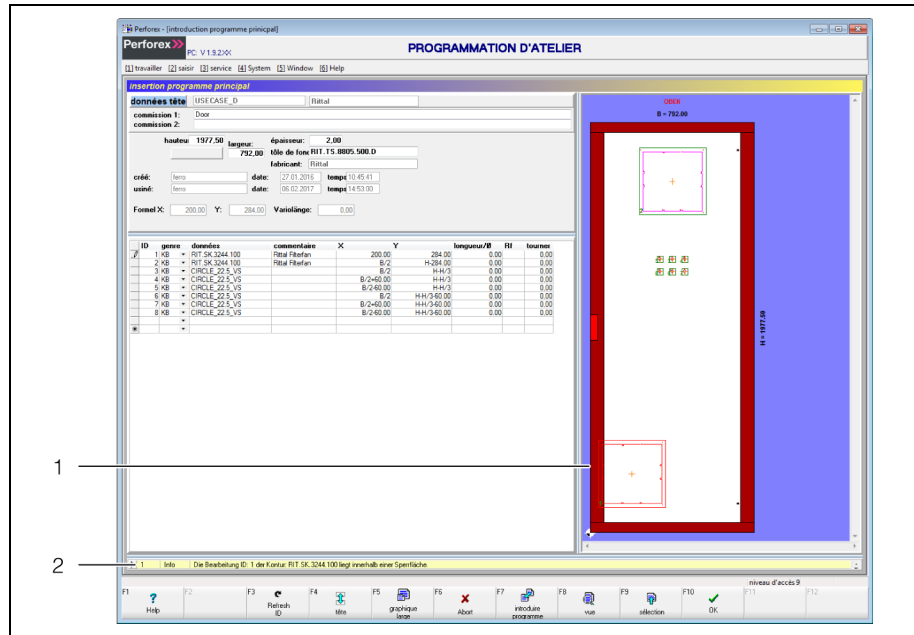 Perforex - [introduction programme prinicpal]
Perforex>> PC: V 1.9.2>XX PROGRAMMATION D'ATELIER
[1] travailler [2] saisir [3] service [4] System [5] Window [6] Help
insertion programme principal
données tête USECASE_D Rittal
commission 1: Door
commission 2:
hauteu 1977,50 largeur: 792,00 épaisseur: 2,00
tôle de fond RIT.TS.8805.500.D
fabricant: Rittal
créé: ferro date: 27.01.2016 temps 10:45:41
usiné: ferro date: 06.02.2017 temps 14:53:00
Formel X: 200,00 Y: 284,00 Variolänge: 0,00
ID genre données commentaire X Y longueur/Ø RI tourner
1 KB RIT.SK.3244.100 Rittal Filterfan 200.00 284.00 0.00 0,00
2 KB RIT.SK.3244.100 Rittal Filterfan B/2 H-284.00 0.00 0,00
3 KB CIRCLE_22.5_VS B/2 H-H/3 0.00 0,00
4 KB CIRCLE_22.5_VS B/2+60.00 H-H/3 0.00 0,00
5 KB CIRCLE_22.5_VS B/2-60.00 H-H/3 0.00 0,00
6 KB CIRCLE_22.5_VS B/2 H-H/3-60.00 0.00 0,00
7 KB CIRCLE_22.5_VS B/2+60.00 H-H/3-60.00 0.00 0,00
8 KB CIRCLE_22.5_VS B/2-60.00 H-H/3-60.00 0.00 0,00
*
OBEN
B = 792.00
H = 1977.50
1
2
1 Info Die Bearbeitung ID: 1 der Kontur: RIT.SK.3244.100 liegt innerhalb einer Sperrfläche.
niveau d'accès 9
F1 Help
F2
F3 Refresh ID
F4 tête
F5 graphique large
F6 Abort
F7 introduire programme
F8 vue
F9 sélection
F10 OK
F11
F12